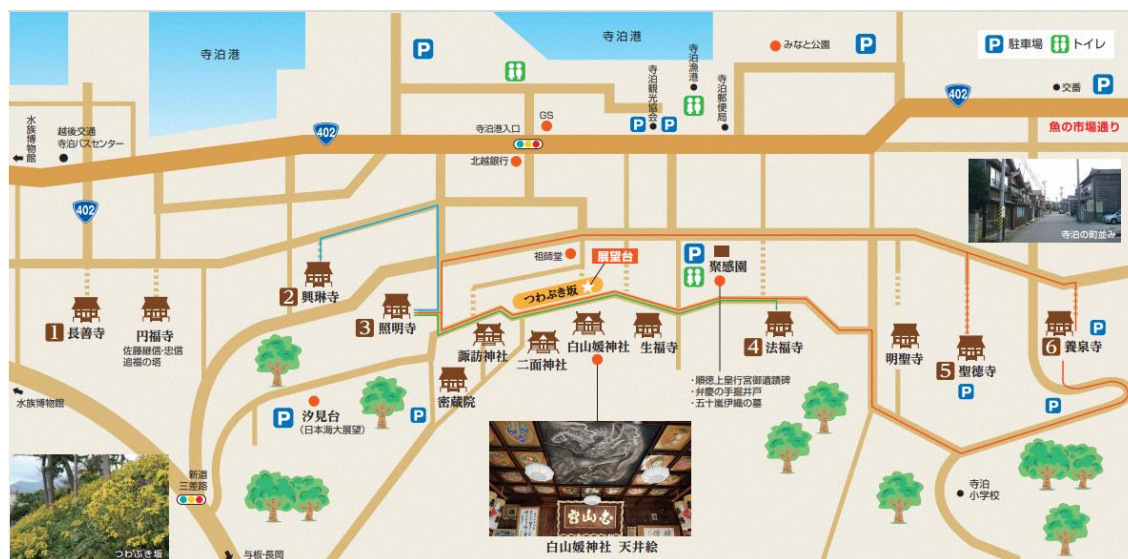 寺泊港
寺泊港
P
P
P
P 駐車場 トイレ
みなと公園
寺泊漁港
寺泊観光協会
寺泊郵便局
交番
P
P
402
402
402
魚の市場通り
水族博物館
越後交通
寺泊バスセンター
寺泊港入口
GS
北越銀行
寺泊の町並み
祖師堂
展望台
つわぶき坂
P
聚感園
1 長善寺
円福寺
佐藤継信・忠信
追福の塔
2 興琳寺
3 照明寺
諏訪神社
二面神社
白山媛神社
生福寺
4 法福寺
明聖寺
5 聖徳寺
6 養泉寺
P
P
P
密蔵院
・順徳上皇行宮御遺蹟碑
・弁慶の手掘井戸
・五十嵐伊織の墓
水族博物館
P 汐見台
(日本海大展望)
P
新道
三差路
寺泊
小学校
つわぶき坂
与板・長岡
白山媛神社 天井絵